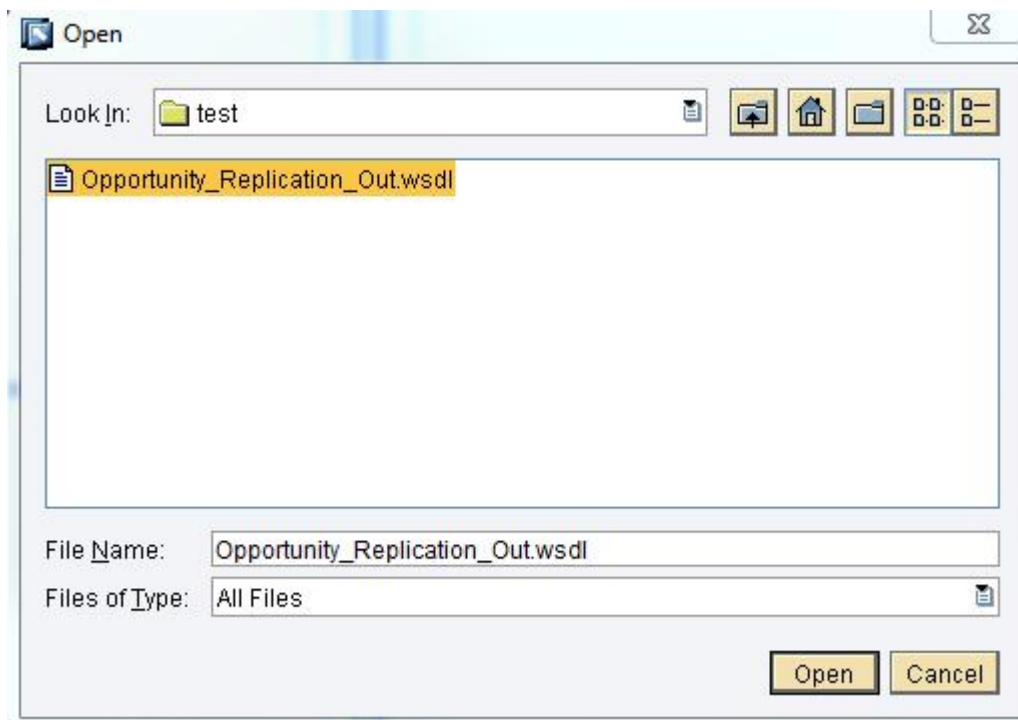 Open
Look In: test
Opportunity_Replication_Out.wsdl
File Name: Opportunity_Replication_Out.wsdl
Files of Type: All Files
Open Cancel